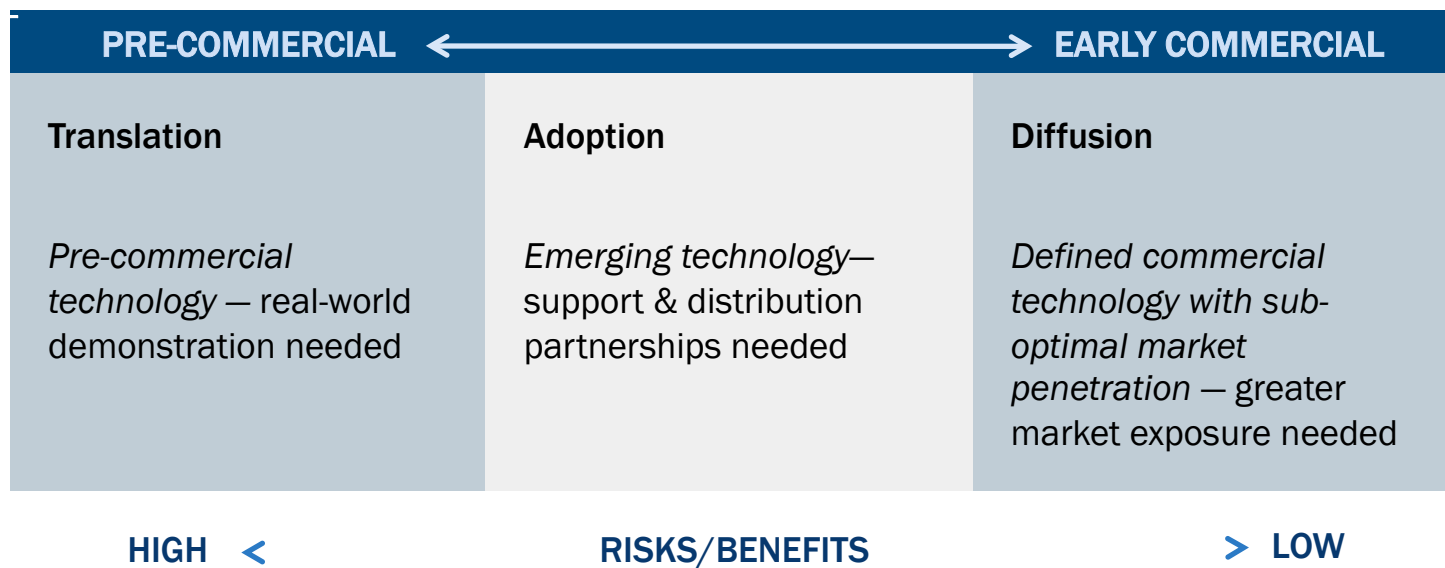 PRE-COMMERCIAL EARLY COMMERCIAL
Translation
Pre-commercial
technology — real-world
demonstration needed
Adoption
Emerging technology—
support & distribution
partnerships needed
Diffusion
Defined commercial
technology with sub-
optimal market
penetration — greater
market exposure needed
HIGH < RISKS/BENEFITS > LOW